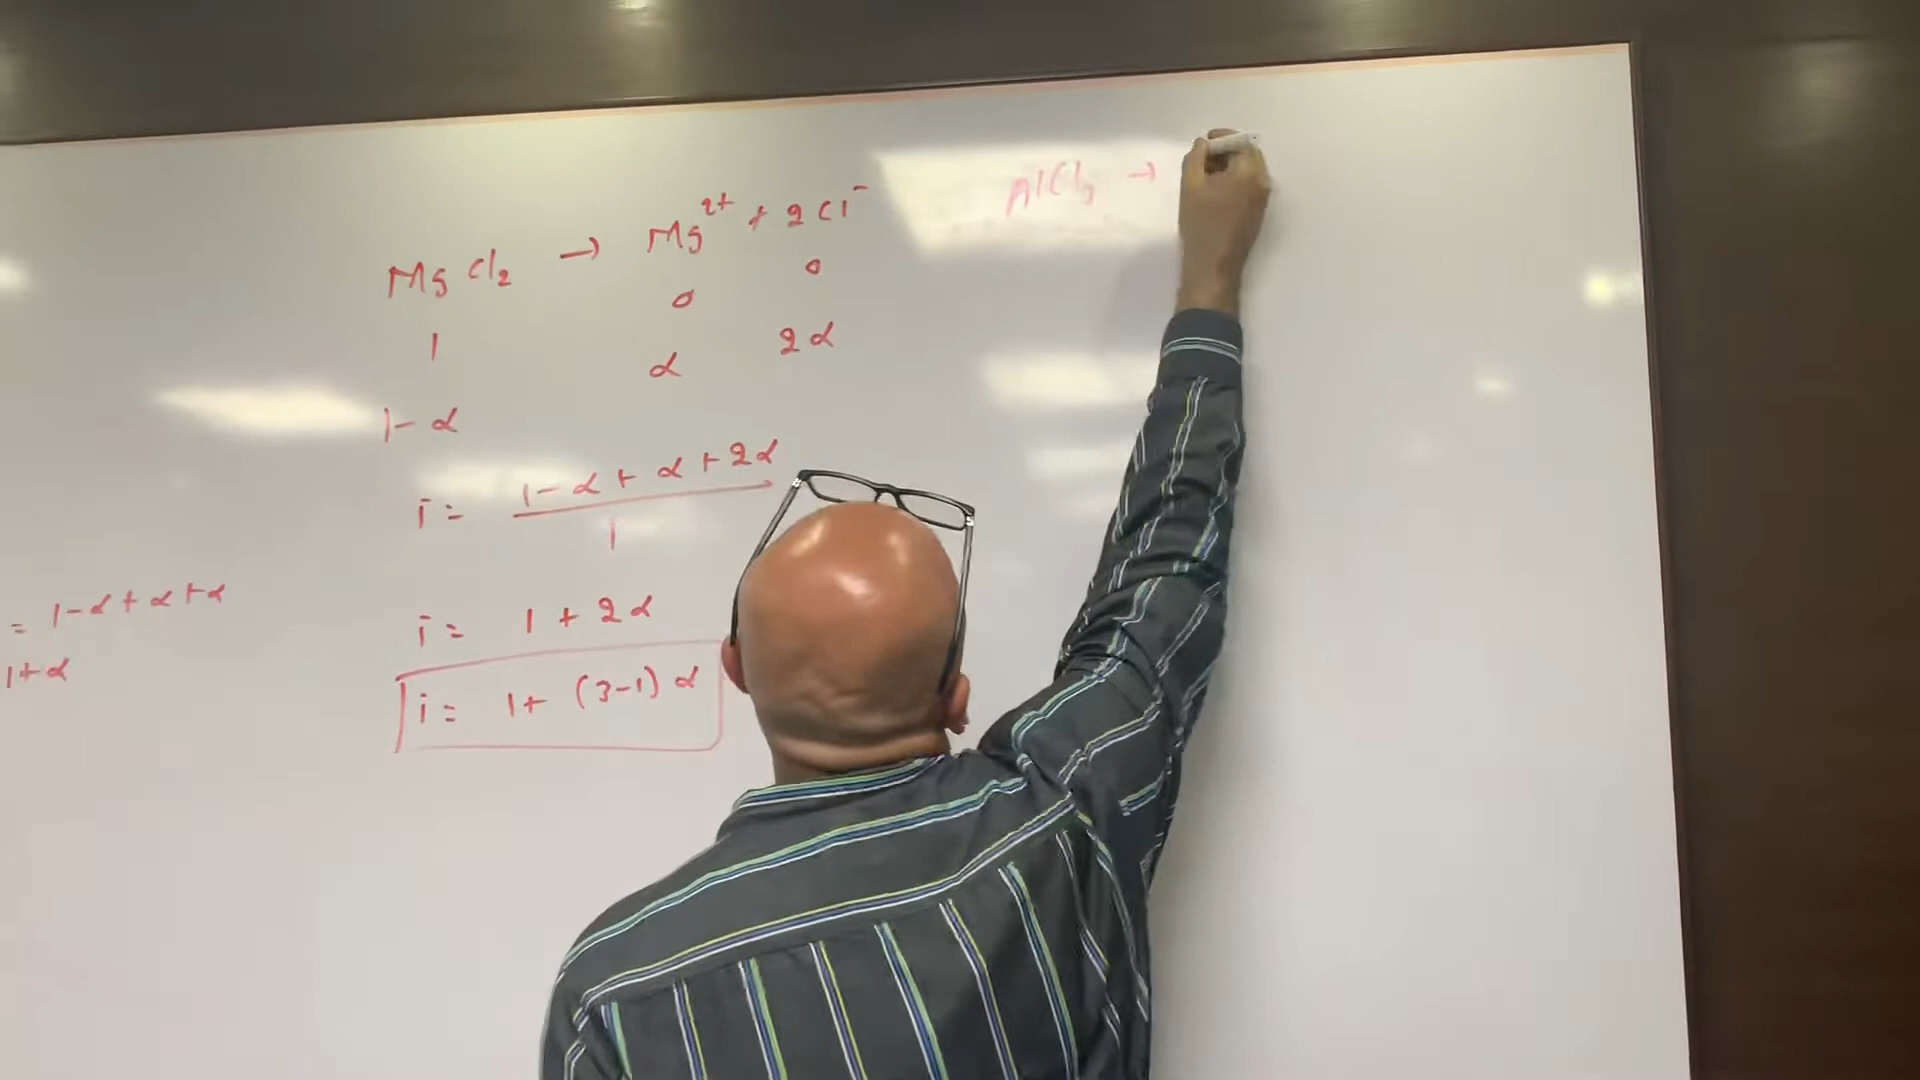 MgCl₂ → Mg²⁺ + 2Cl⁻
1 0 0
1-α α 2α
i = (1-α+α+2α)/1
i = 1+2α
i = 1+(3-1)α
= 1-α+α+α
1+α
AlCl₃ →